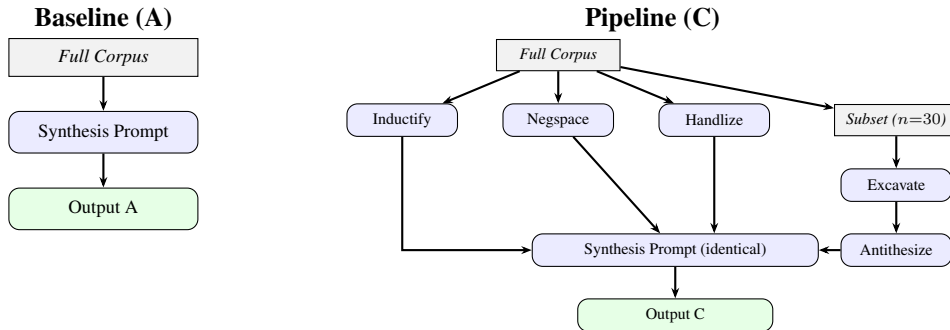 Baseline (A)
Full Corpus
Synthesis Prompt
Output A
Pipeline (C)
Full Corpus
Inductify
Negspace
Handlize
Subset (n=30)
Excavate
Synthesis Prompt (identical)
Antithesize
Output C